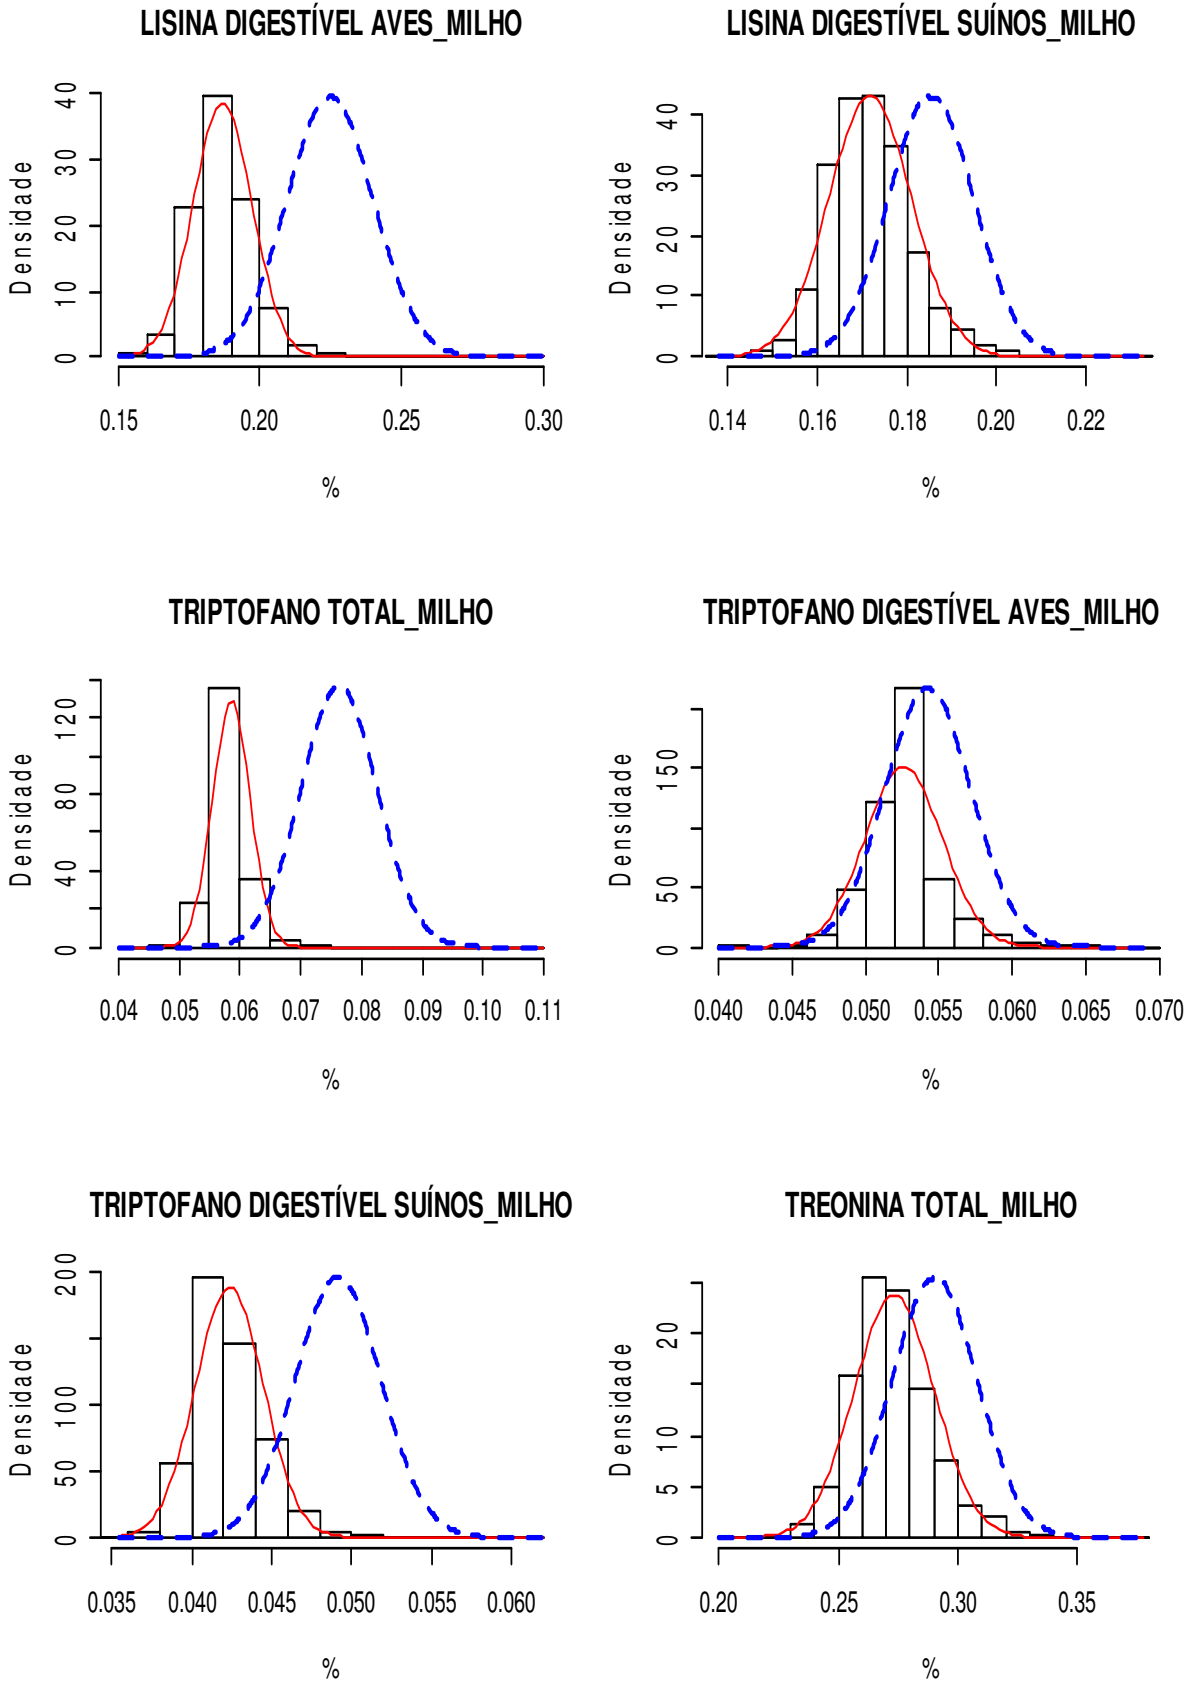 LISINA DIGESTÍVEL AVES_MILHO
Densidade
0 10 20 30 40
0.15 0.20 0.25 0.30
%
LISINA DIGESTÍVEL SUÍNOS_MILHO
Densidade
0 10 20 30 40
0.14 0.16 0.18 0.20 0.22
%
TRIPTOFANO TOTAL_MILHO
Densidade
0 40 80 120
0.04 0.05 0.06 0.07 0.08 0.09 0.10 0.11
%
TRIPTOFANO DIGESTÍVEL AVES_MILHO
Densidade
0 50 150
0.040 0.045 0.050 0.055 0.060 0.065 0.070
%
TRIPTOFANO DIGESTÍVEL SUÍNOS_MILHO
Densidade
0 50 100 200
0.035 0.040 0.045 0.050 0.055 0.060
%
TREONINA TOTAL_MILHO
Densidade
0 5 10 20
0.20 0.25 0.30 0.35
%